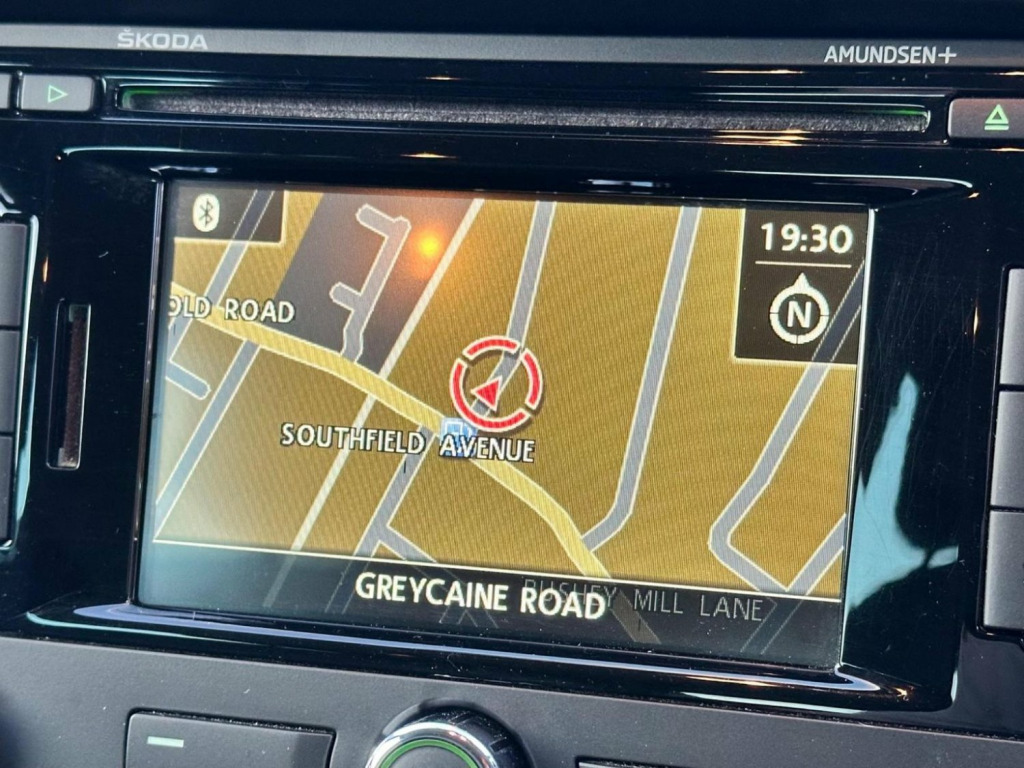 ŠKODA
AMUNDSEN+
19:30
N
OLD ROAD
SOUTHFIELD AVENUE
GREYCAINE ROAD
BUSHEY MILL LANE